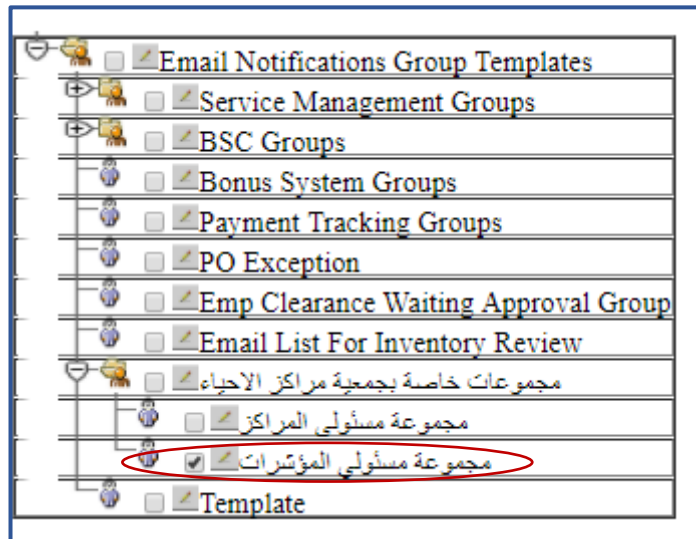 Email Notifications Group Templates
Service Management Groups
BSC Groups
Bonus System Groups
Payment Tracking Groups
PO Exception
Emp Clearance Waiting Approval Group
Email List For Inventory Review
مجموعات خاصة بجمعية مراكز الاحياء
مجموعة مسئولي المراكز
مجموعة مسئولي المؤشرات
Template